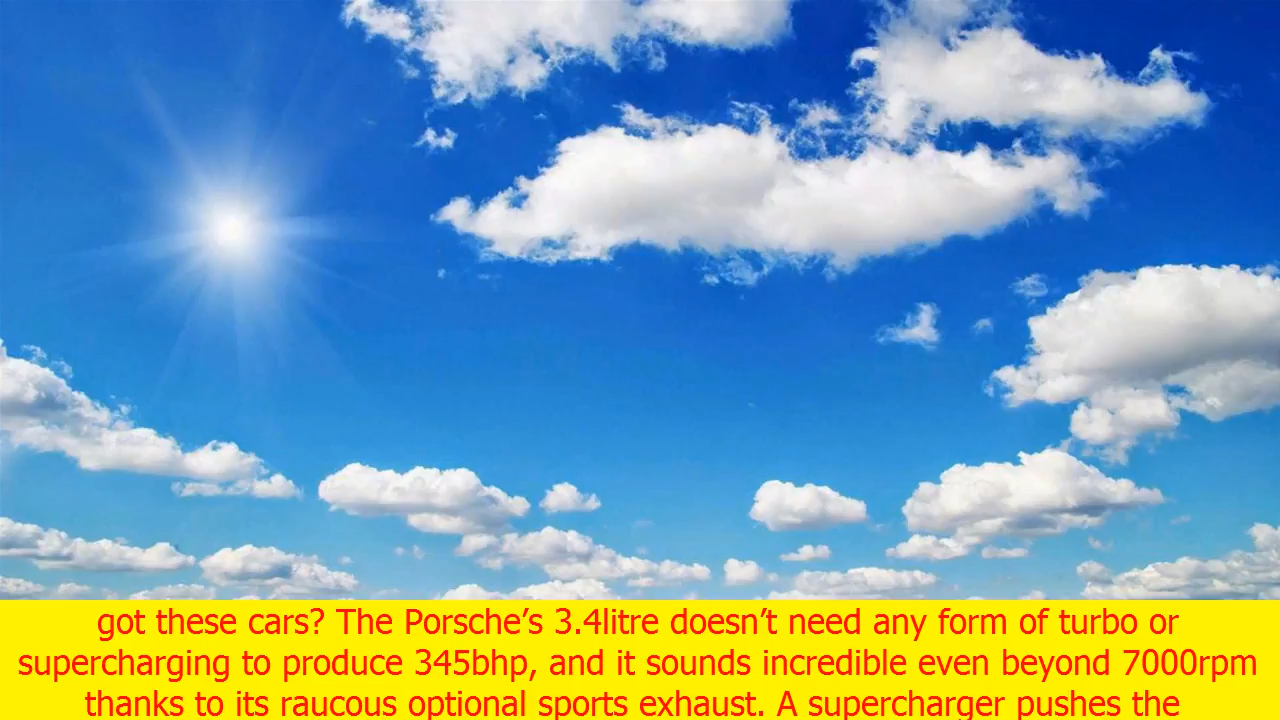 got these cars? The Porsche’s 3.4litre doesn’t need any form of turbo or
supercharging to produce 345bhp, and it sounds incredible even beyond 7000rpm
thanks to its raucous optional sports exhaust. A supercharger pushes the